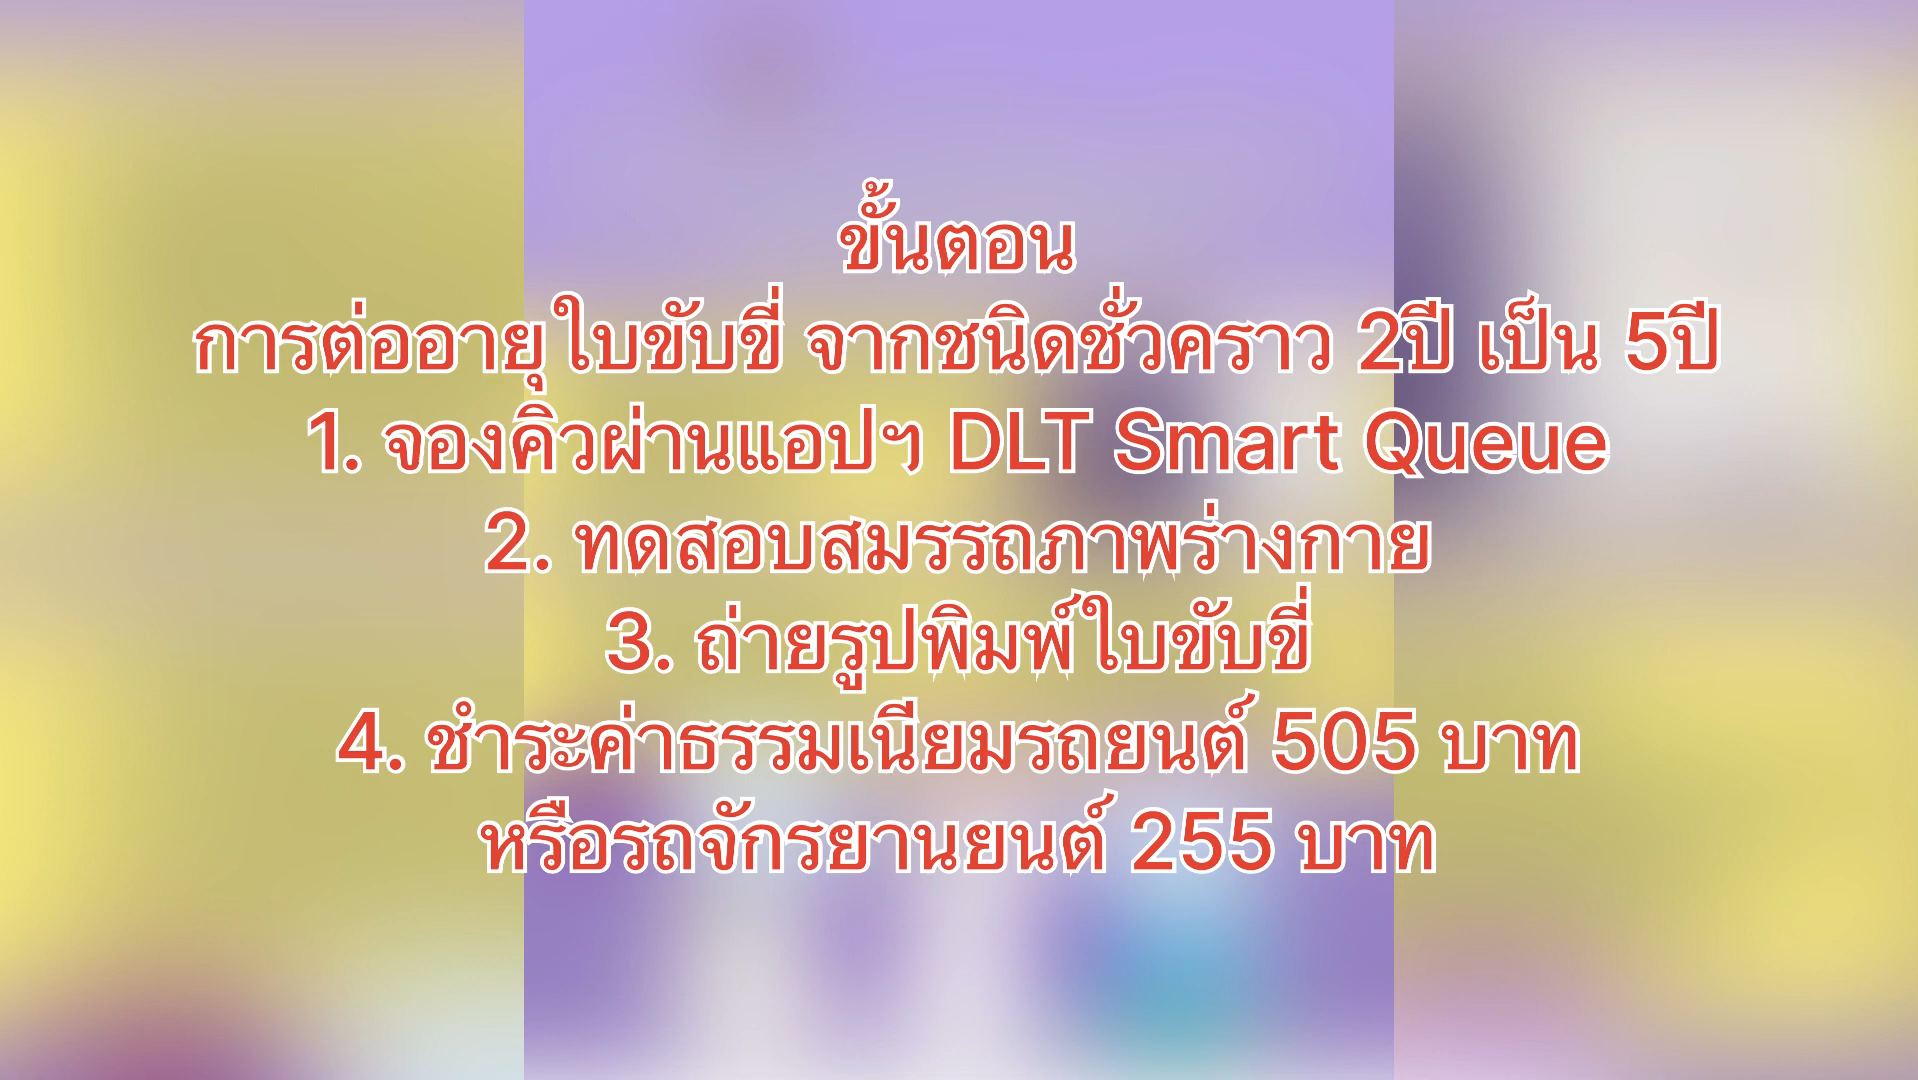 ขั้นตอน
การต่ออายุใบขับขี่ จากชนิดชั่วคราว 2ปี เป็น 5ปี
1. จองคิวผ่านแอปฯ DLT Smart Queue
2. ทดสอบสมรรถภาพร่างกาย
3. ถ่ายรูปพิมพ์ใบขับขี่
4. ชำระค่าธรรมเนียมรถยนต์ 505 บาท
หรือรถจักรยานยนต์ 255 บาท